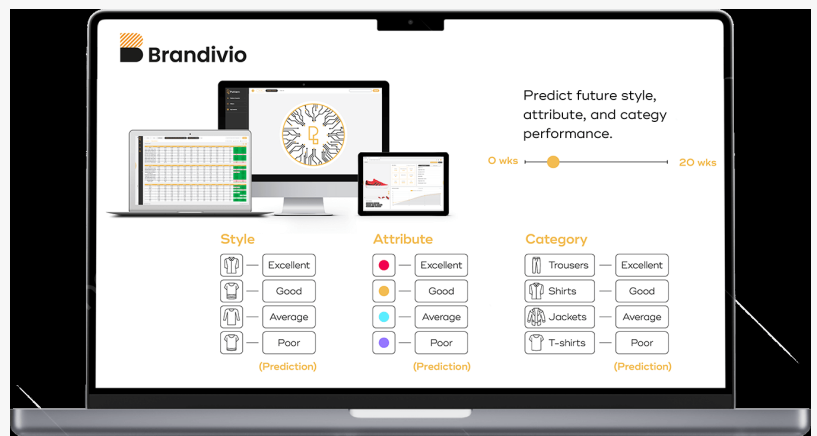 Brandivio
Predict future style,
attribute, and categy
performance.
0 wks
20 wks
Style
Excellent
Good
Average
Poor
(Prediction)
Attribute
Excellent
Good
Average
Poor
(Prediction)
Category
Trousers
Excellent
Shirts
Good
Jackets
Average
T-shirts
Poor
(Prediction)